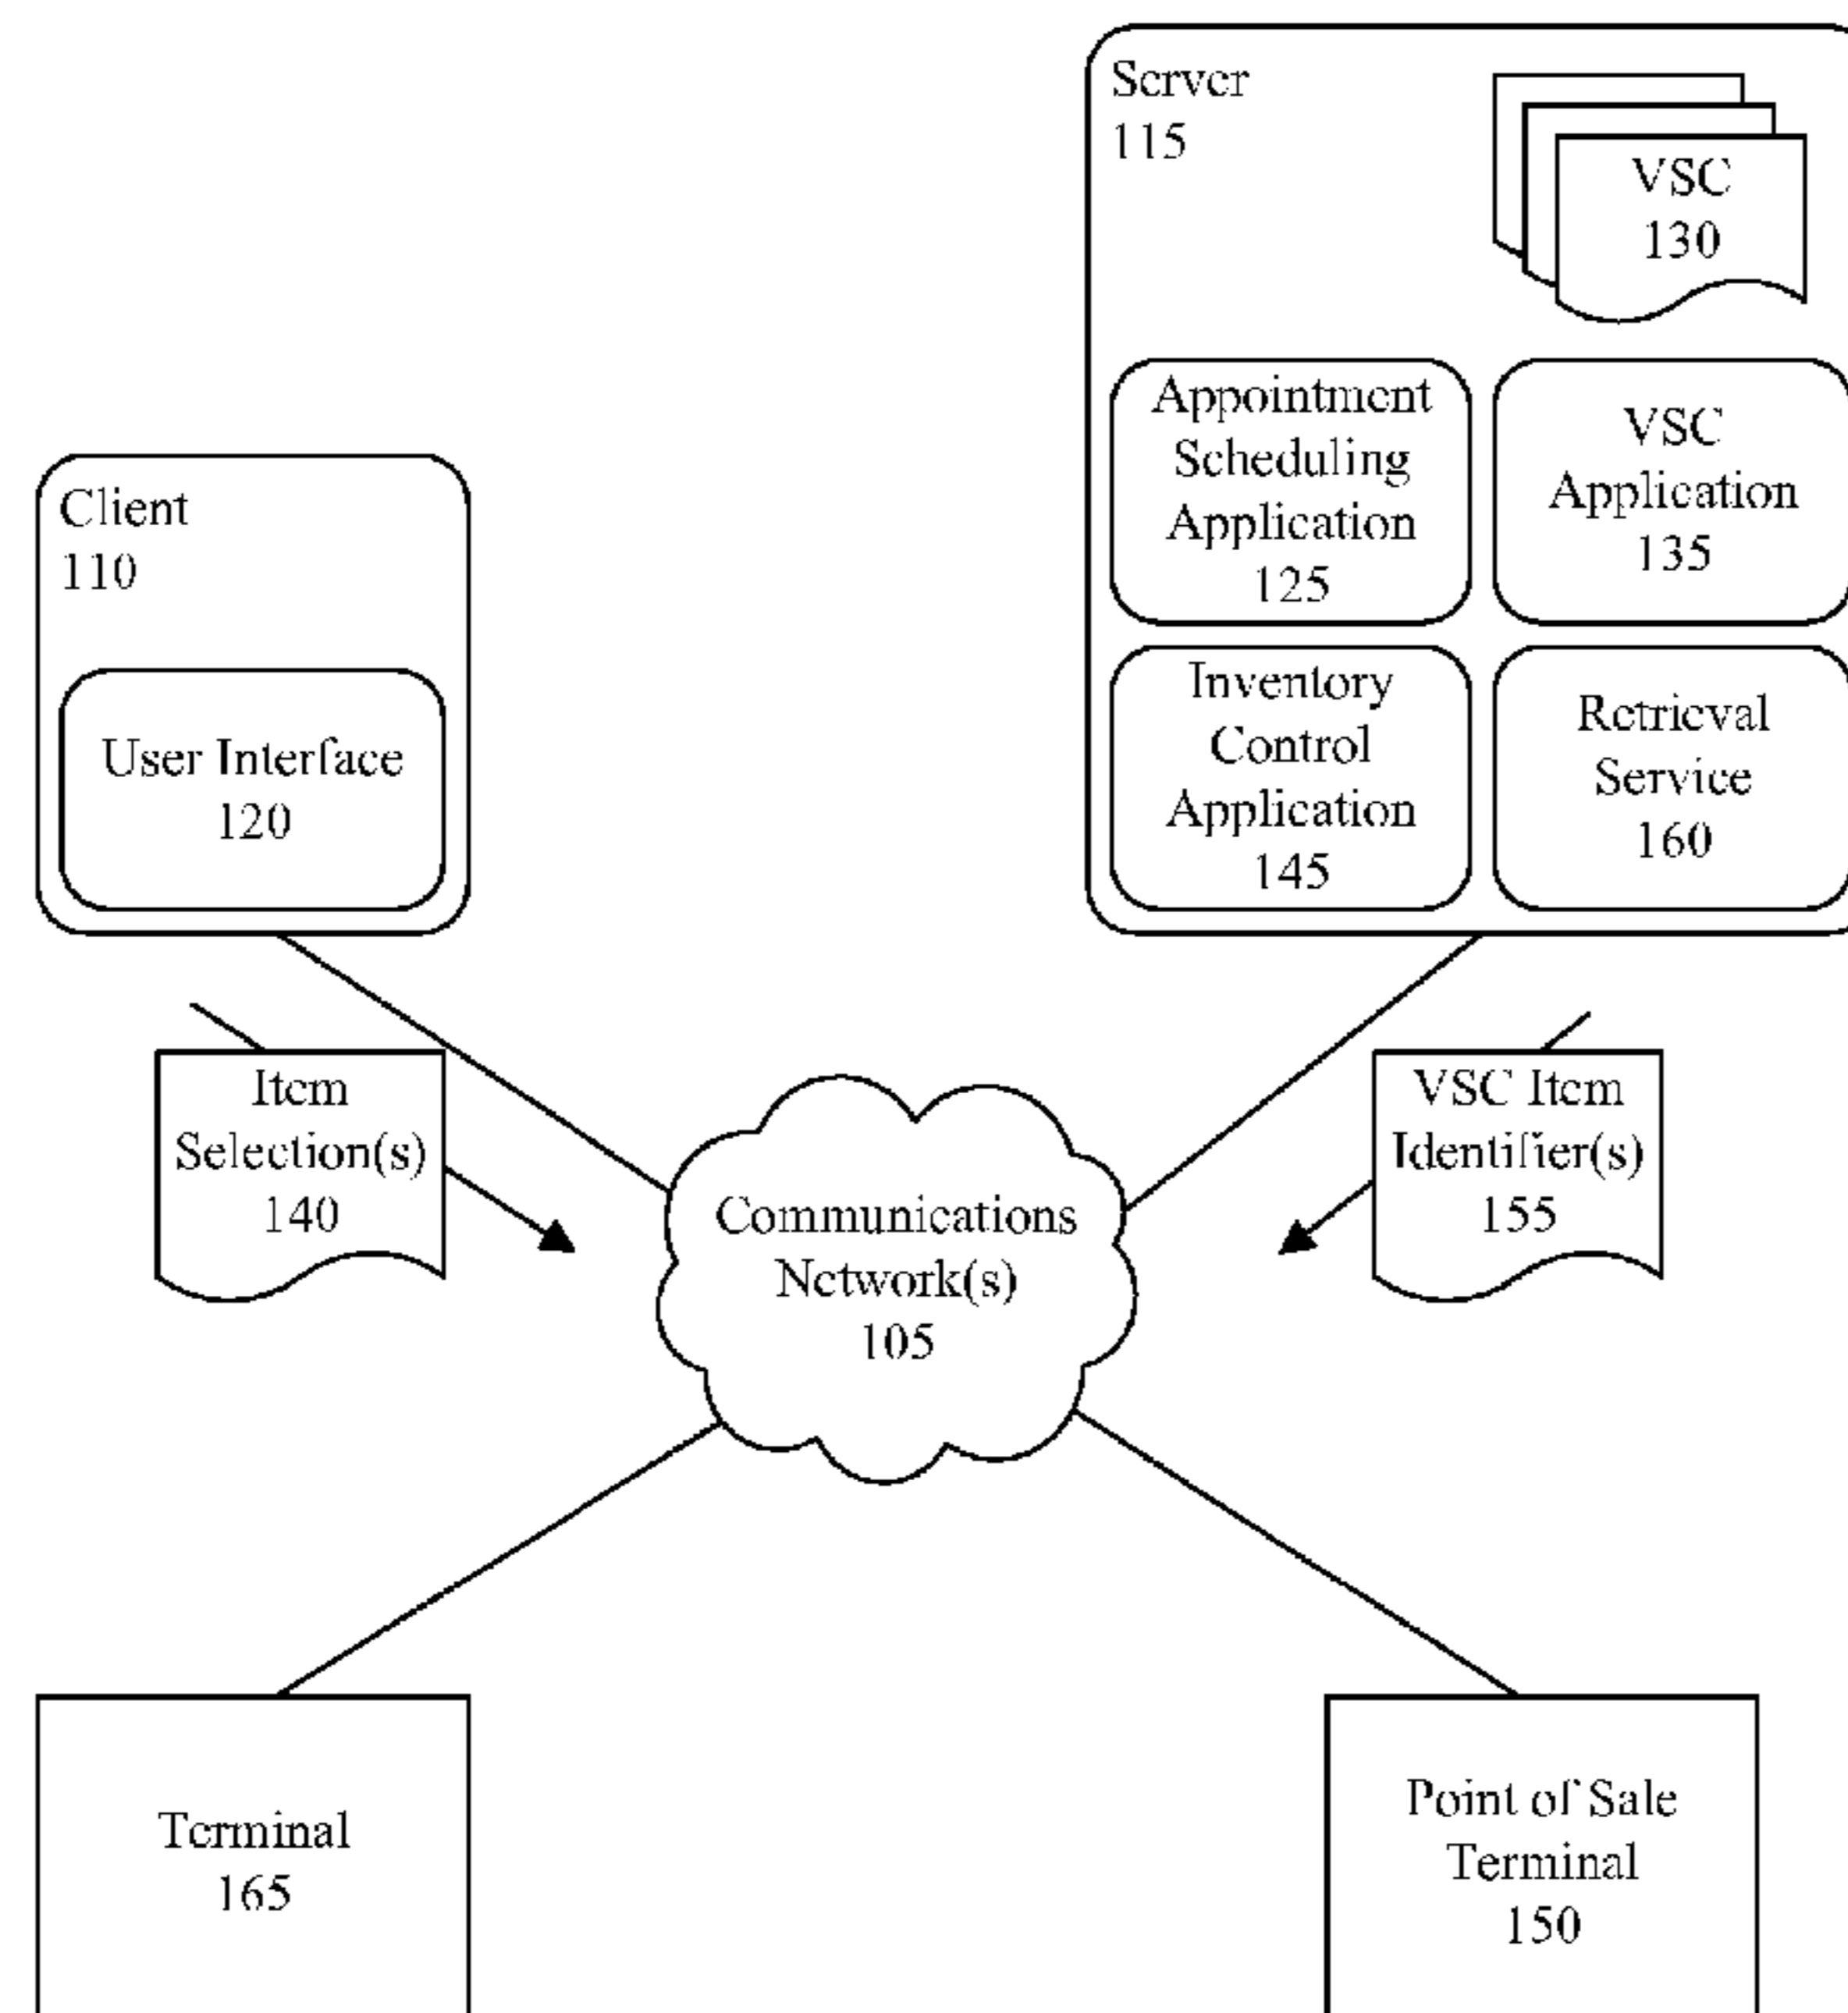 Server
115
VSC
130
Appointment
Scheduling
Application
125
VSC
Application
135
Client
110
User Interface
120
Inventory
Control
Application
145
Retrieval
Service
160
Item
Selection(s)
140
VSC Item
Identifier(s)
155
Communications
Network(s)
105
Terminal
165
Point of Sale
Terminal
150